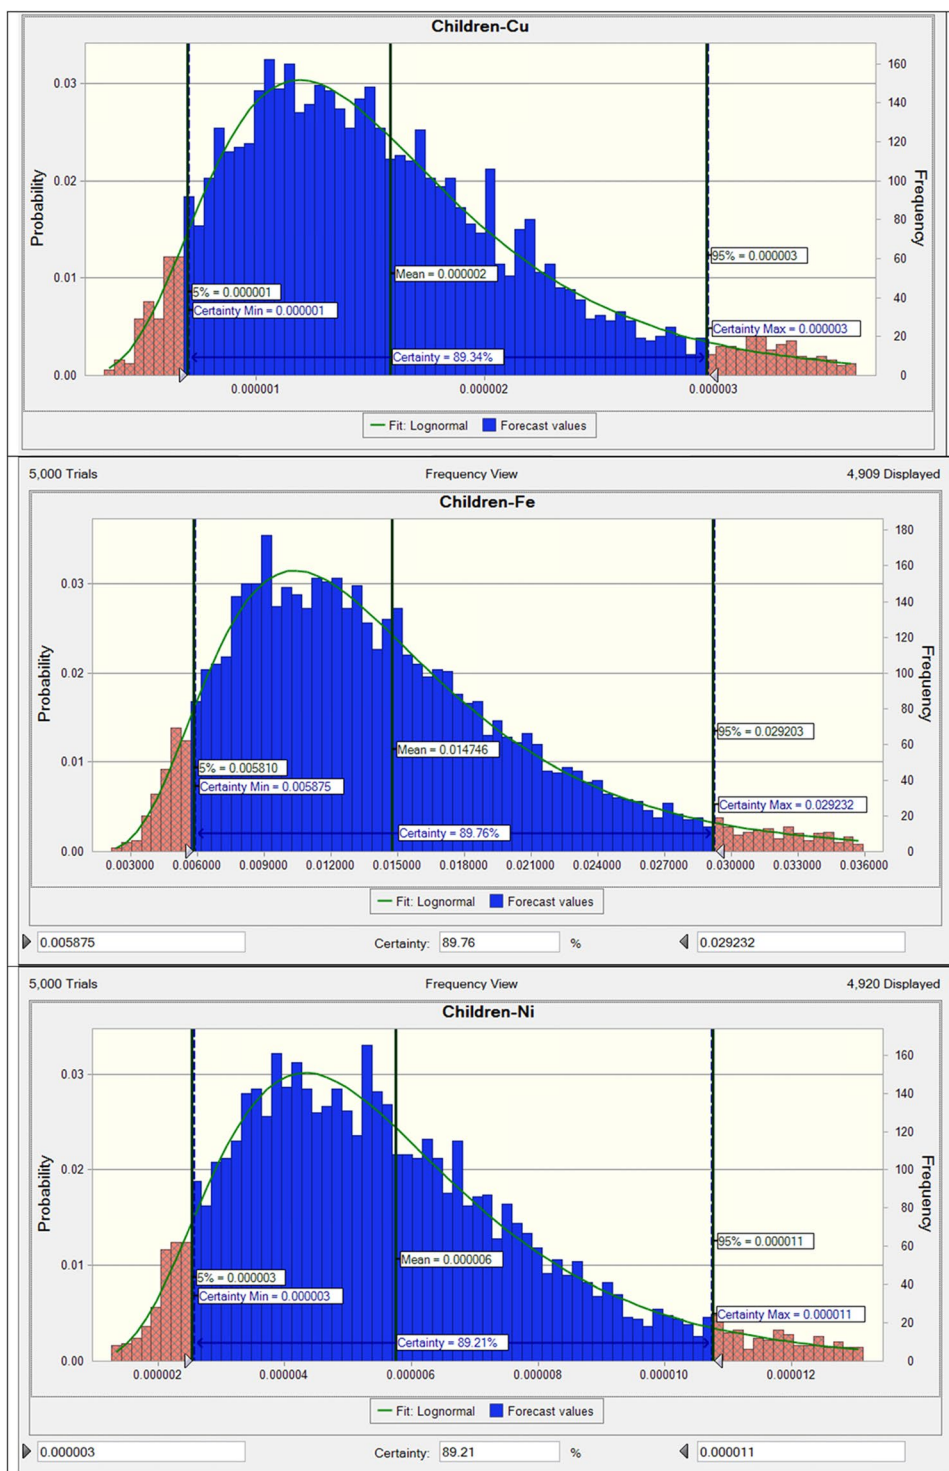 Children-Cu
Probability
Frequency
0.03
0.02
0.01
0.00
160
140
120
100
80
60
40
20
0
95% = 0.000003
Mean = 0.000002
5% = 0.000001
Certainty Min = 0.000001
Certainty Max = 0.000003
Certainty = 89.34%
0.000001 0.000002 0.000003
Fit: Lognormal Forecast values
5,000 Trials Frequency View 4,909 Displayed
Children-Fe
Probability
Frequency
0.03
0.02
0.01
0.00
180
160
140
120
100
80
60
40
20
0
95% = 0.029203
Mean = 0.014746
5% = 0.005810
Certainty Min = 0.005875
Certainty Max = 0.029232
Certainty = 89.76%
0.003000 0.006000 0.009000 0.012000 0.015000 0.018000 0.021000 0.024000 0.027000 0.030000 0.033000 0.036000
Fit: Lognormal Forecast values
0.005875 Certainty: 89.76 % 0.029232
5,000 Trials Frequency View 4,920 Displayed
Children-Ni
Probability
Frequency
0.03
0.02
0.01
0.00
160
140
120
100
80
60
40
20
0
95% = 0.000011
Mean = 0.000006
5% = 0.000003
Certainty Min = 0.000003
Certainty Max = 0.000011
Certainty = 89.21%
0.000002 0.000004 0.000006 0.000008 0.000010 0.000012
Fit: Lognormal Forecast values
0.000003 Certainty: 89.21 % 0.000011